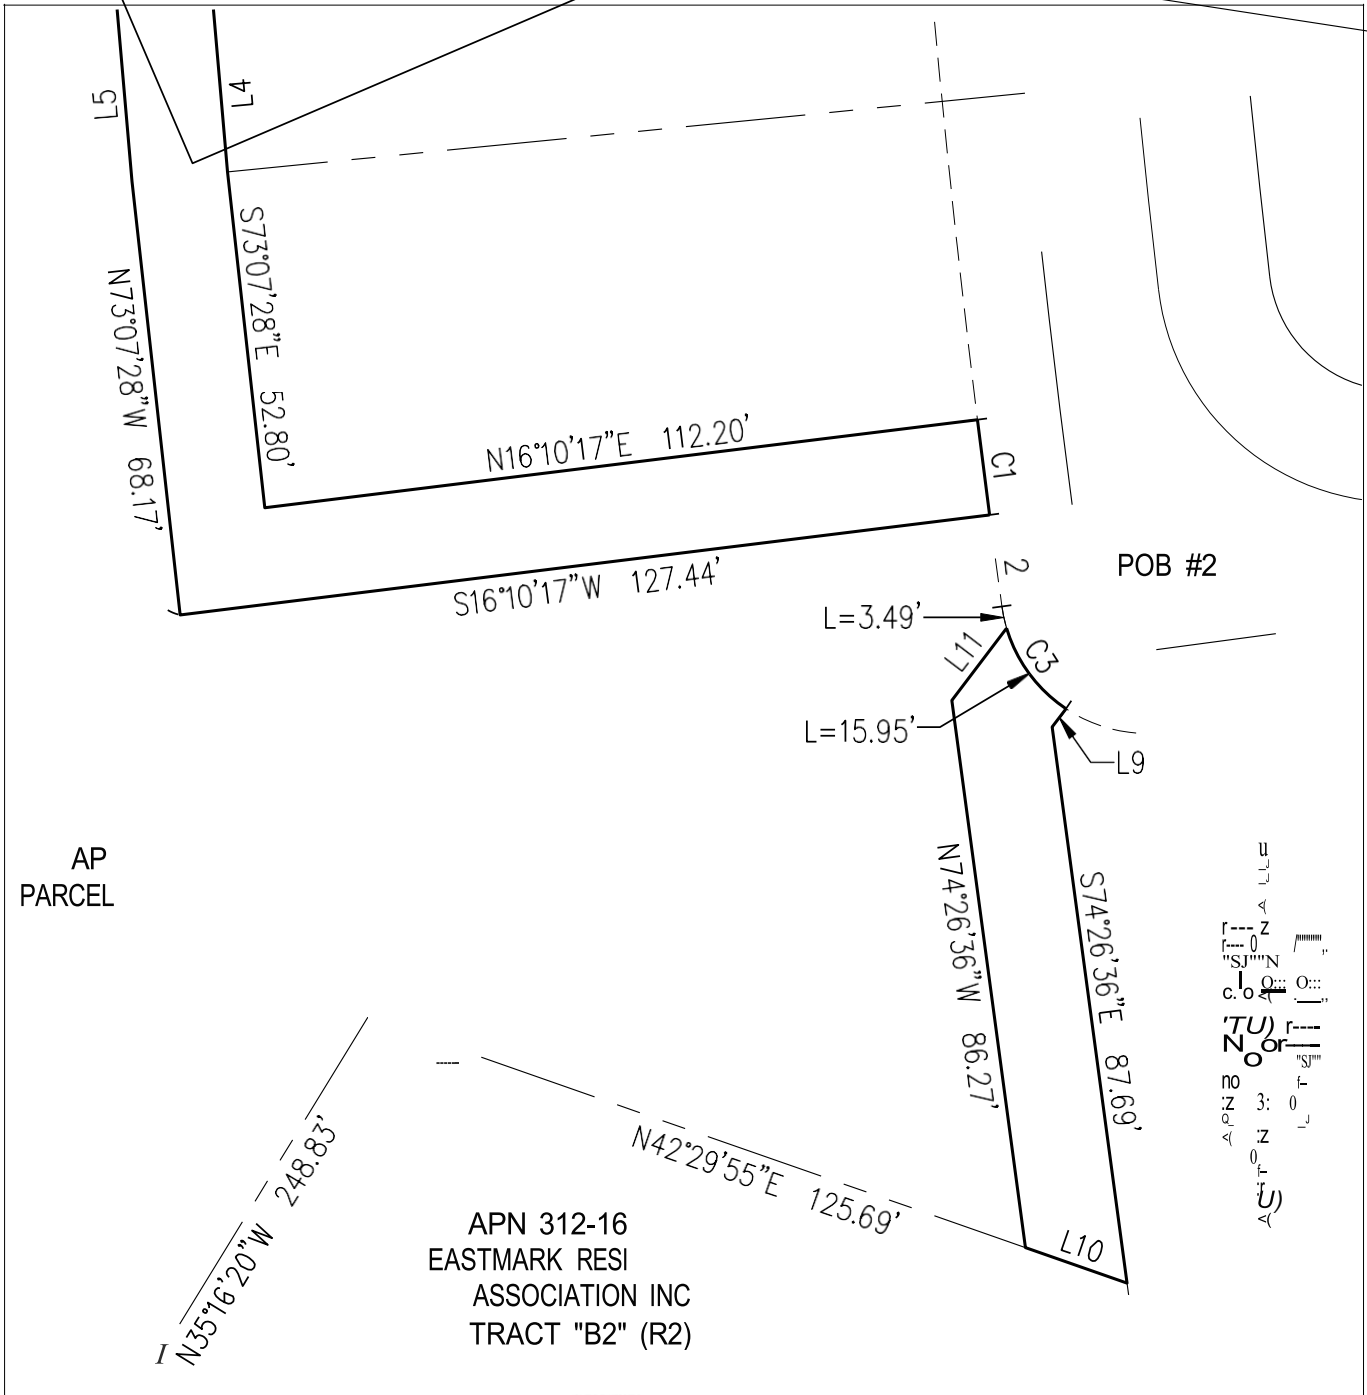 L5
L4
S73°07'28"E 52.80'
N73°07'28"W 68.17'
N16°10'17"E 112.20'
C1
S16°10'17"W 127.44'
2
POB #2
L=3.49'
L11
C3
L=15.95'
L9
AP
PARCEL
N74°26'36"W 86.27'
S74°26'36"E 87.69'
N42°29'55"E 125.69'
N35°16'20"W 248.83'
L10
APN 312-16
EASTMARK RESI
ASSOCIATION INC
TRACT "B2" (R2)